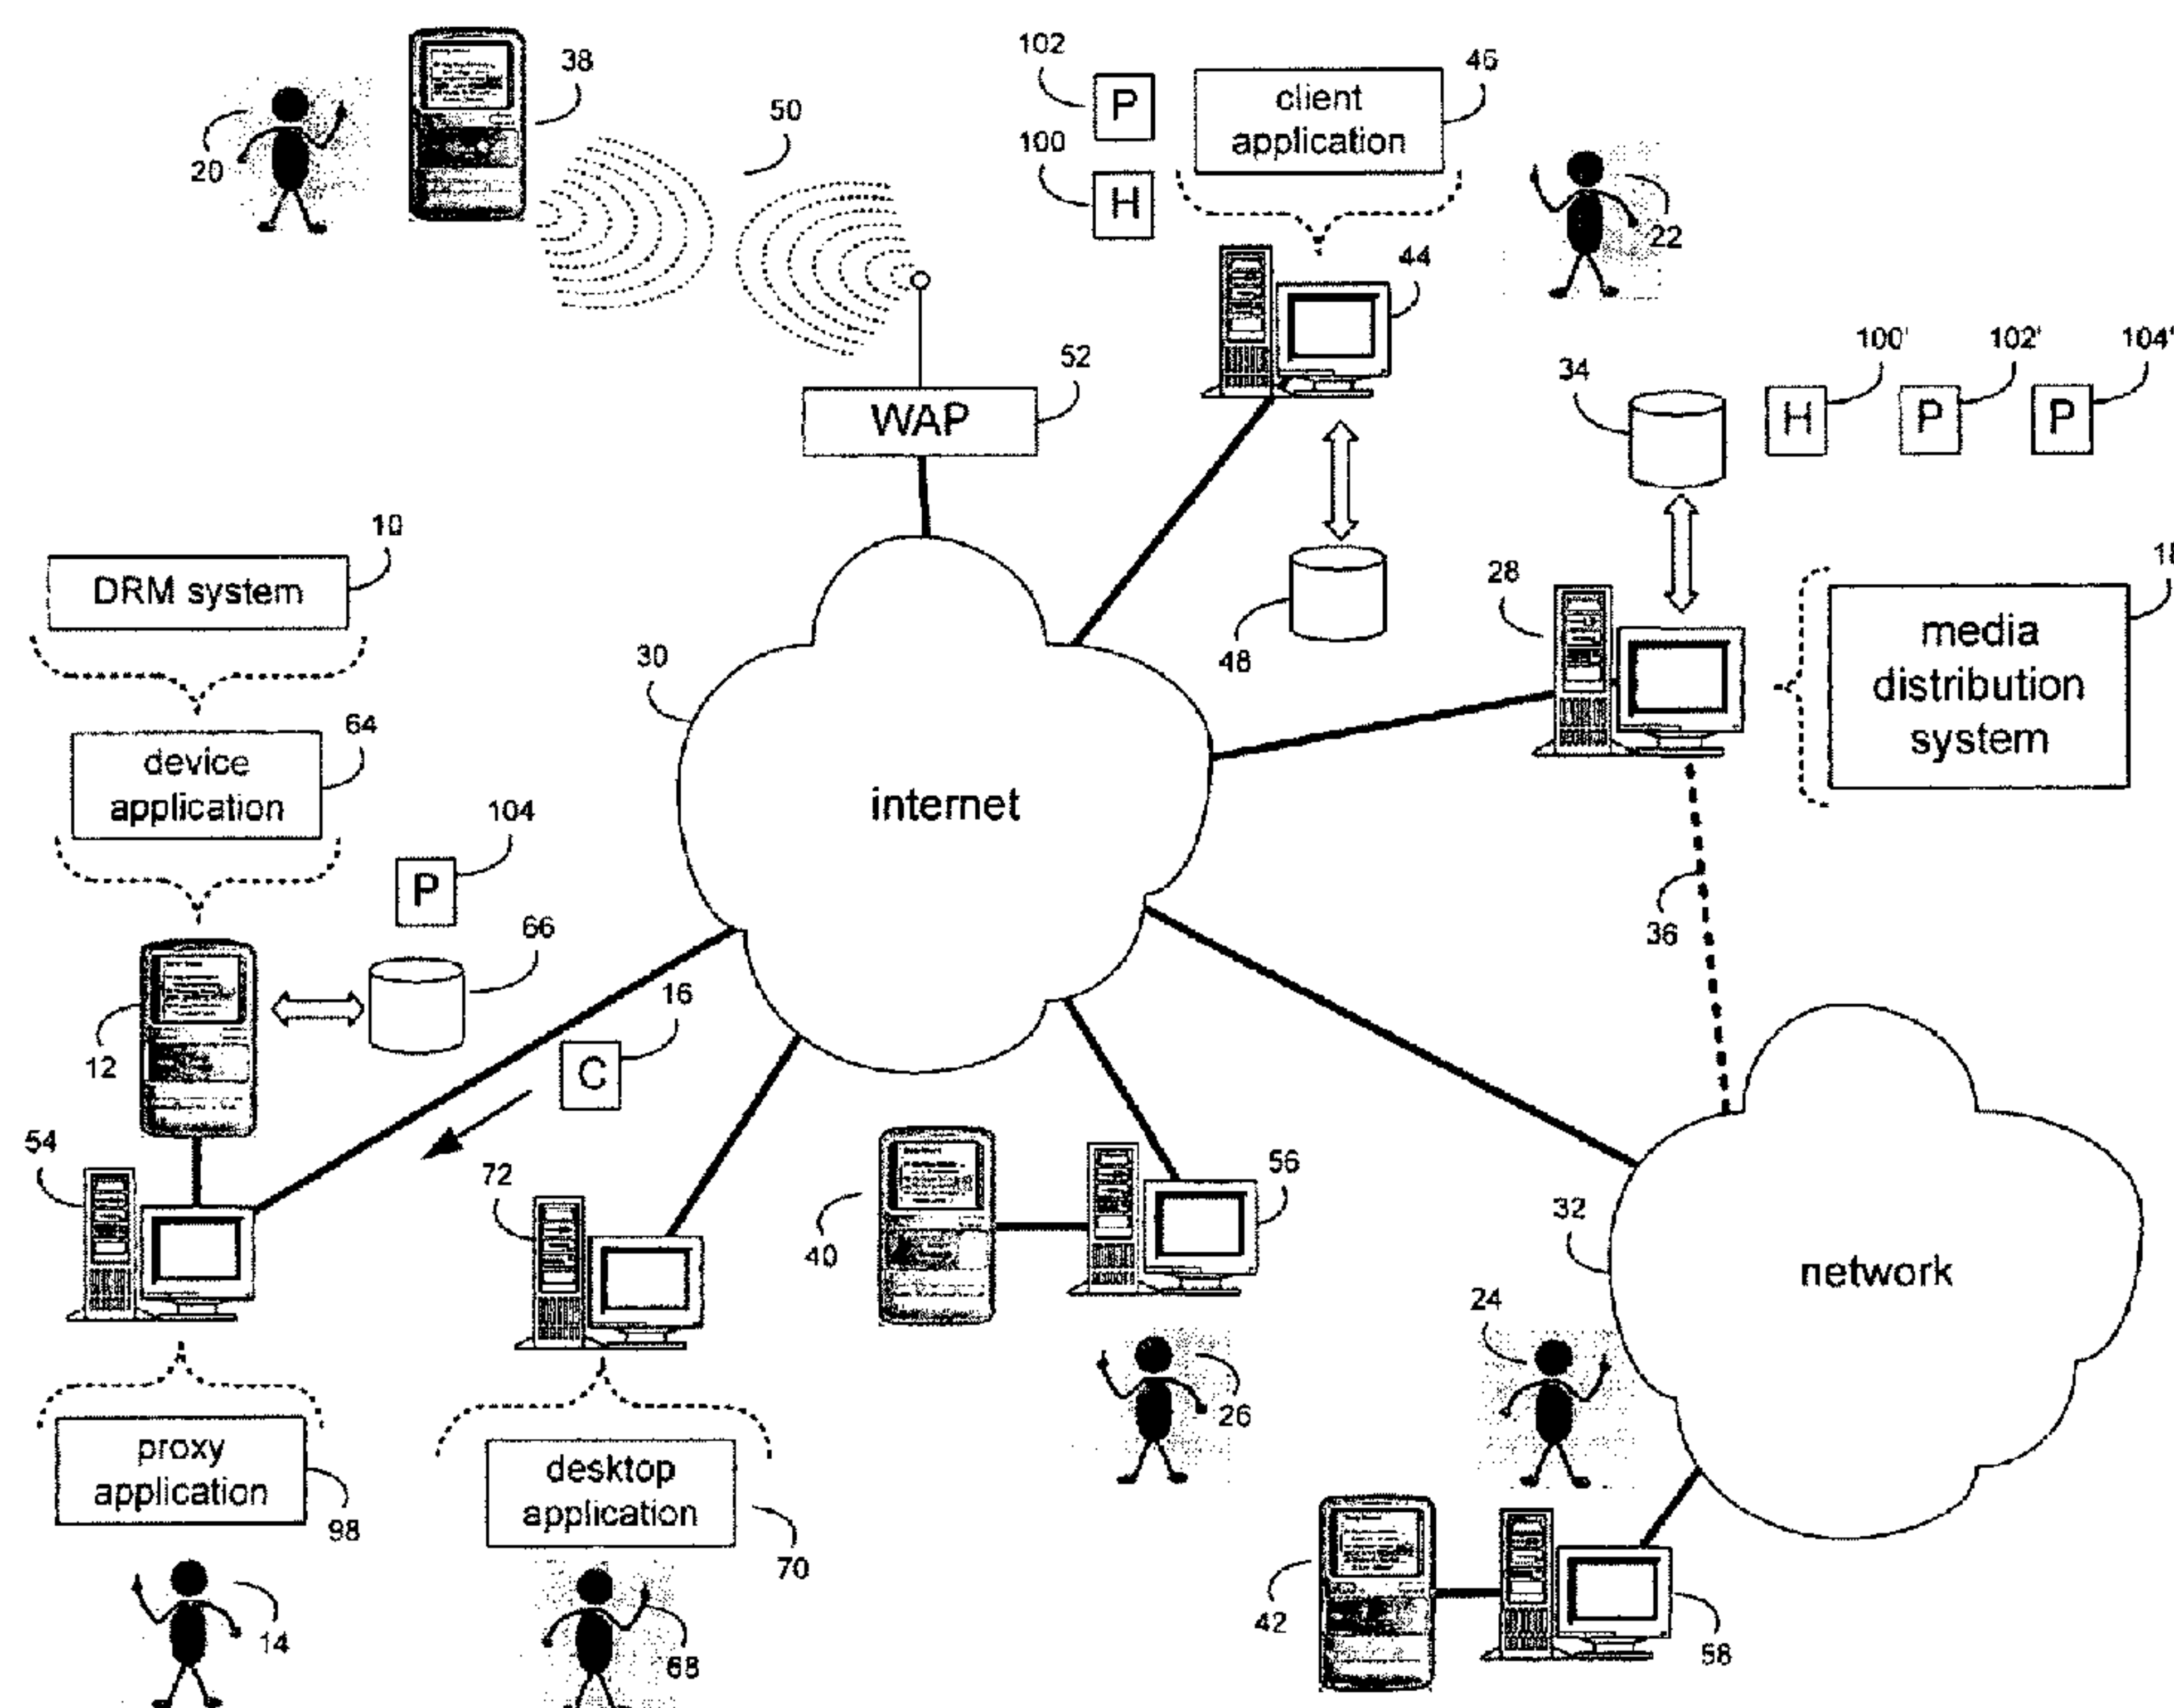 38
20
50
102
P
100
H
client
application
46
22
44
52
WAP
34
100'
H
102'
P
104'
P
48
28
media
distribution
system
10
DRM system
64
device
application
30
internet
36
104
P
66
12
16
C
54
72
40
56
32
network
24
26
proxy
application
98
desktop
application
70
14
68
42
58